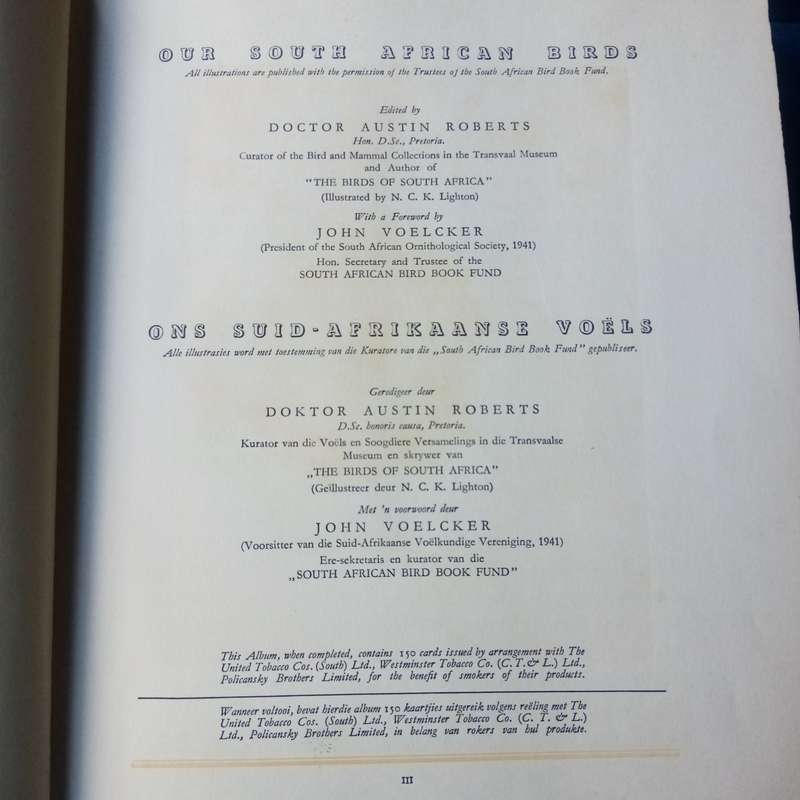 OUR SOUTH AFRICAN BIRDS
All illustrations are published with the permission of the Trustees of the South African Bird Book Fund.
Edited by
DOCTOR AUSTIN ROBERTS
Hon. D.Sc., Pretoria.
Curator of the Bird and Mammal Collections in the Transvaal Museum
and Author of
"THE BIRDS OF SOUTH AFRICA"
(Illustrated by N. C. K. Lighton)
With a Foreword by
JOHN VOELCKER
(President of the South African Ornithological Society, 1941)
Hon. Secretary and Trustee of the
SOUTH AFRICAN BIRD BOOK FUND
ONS SUID-AFRIKAANSE VOËLS
Alle illustrasies word met toestemming van die Kuratore van die „South African Bird Book Fund" gepubliseer.
Geredigeer deur
DOKTOR AUSTIN ROBERTS
D.Sc. honoris causa, Pretoria.
Kurator van die Voëls en Soogdiere Versamelings in die Transvaalse
Museum en skrywer van
„THE BIRDS OF SOUTH AFRICA"
(Geïllustreer deur N. C. K. Lighton)
Met 'n voorwoord deur
JOHN VOELCKER
(Voorsitter van die Suid-Afrikaanse Voëlkundige Vereniging, 1941)
Ere-sekretaris en kurator van die
„SOUTH AFRICAN BIRD BOOK FUND"
This Album, when completed, contains 150 cards issued by arrangement with The
United Tobacco Cos. (South) Ltd., Westminster Tobacco Co. (C. T. & L.) Ltd.,
Policansky Brothers Limited, for the benefit of smokers of their products.
Wanneer voltooi, bevat hierdie album 150 kaartjies uitgereik volgens reëling met The
United Tobacco Cos. (South) Ltd., Westminster Tobacco Co. (C. T. & L.)
Ltd., Policansky Brothers Limited, in belang van rokers van hul produkte.
III